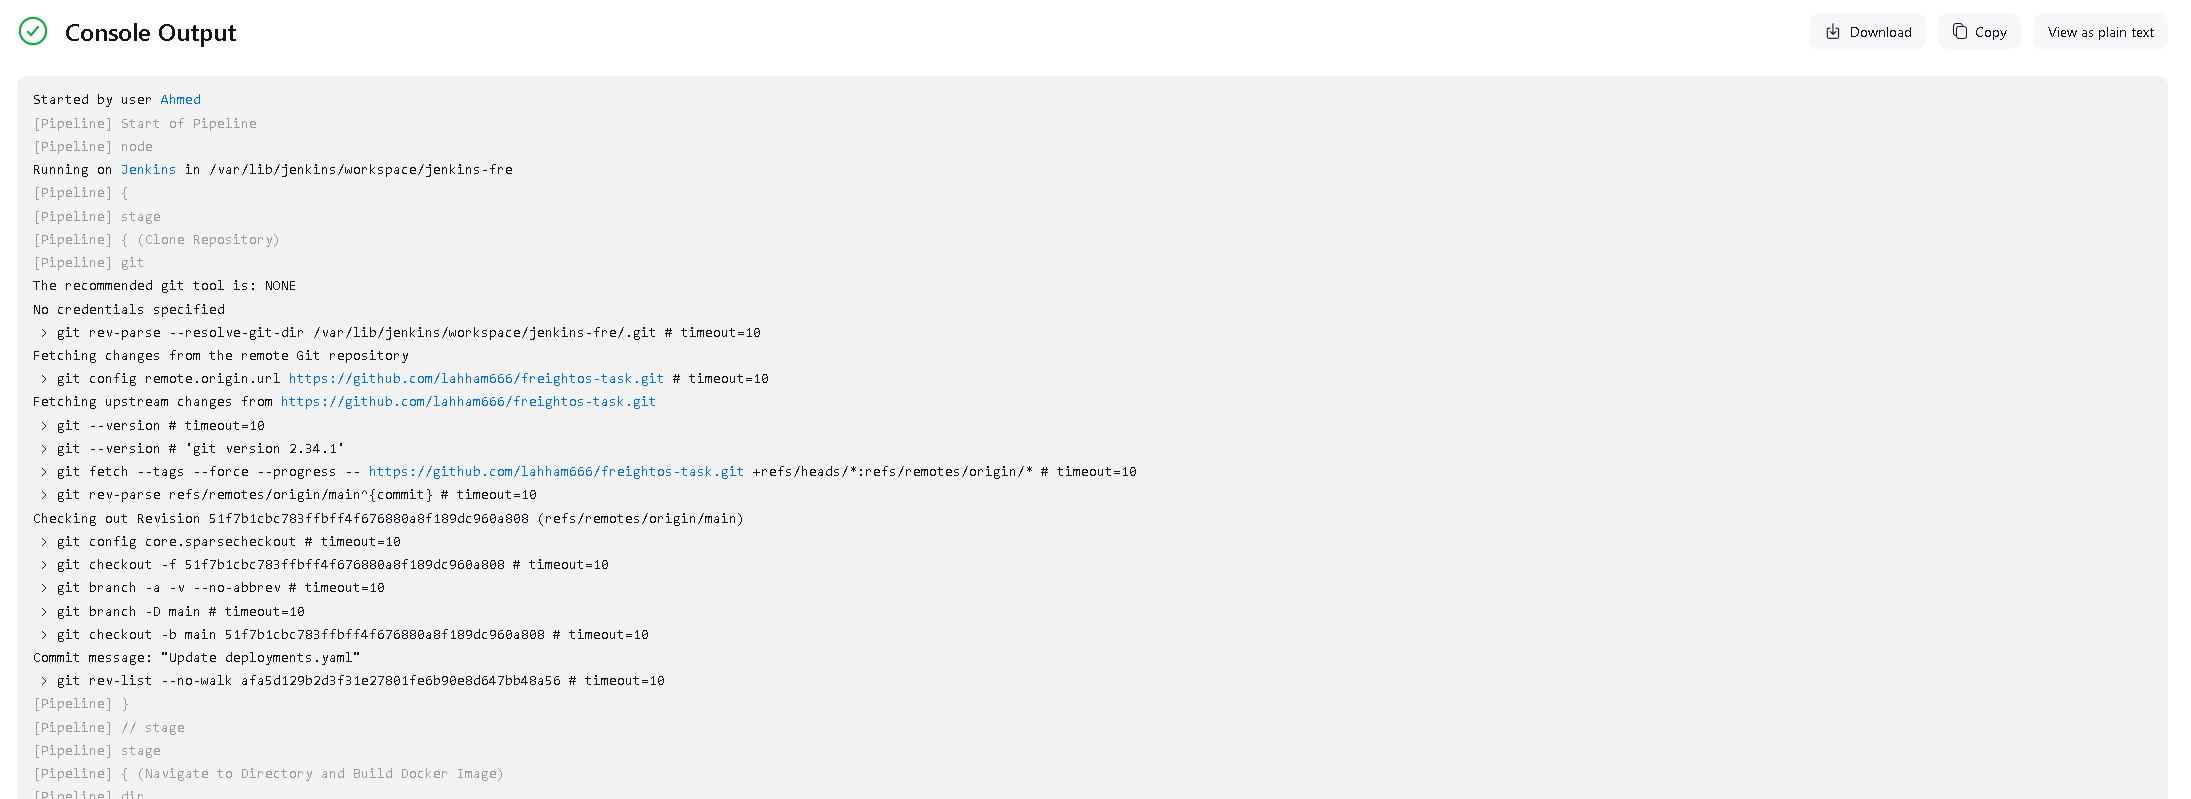 Console Output
Download
Copy
View as plain text
Started by user Ahmed
[Pipeline] Start of Pipeline
[Pipeline] node
Running on Jenkins in /var/lib/jenkins/workspace/jenkins-fre
[Pipeline] {
[Pipeline] stage
[Pipeline] { (Clone Repository)
[Pipeline] git
The recommended git tool is: NONE
No credentials specified
> git rev-parse --resolve-git-dir /var/lib/jenkins/workspace/jenkins-fre/.git # timeout=10
Fetching changes from the remote Git repository
> git config remote.origin.url https://github.com/lahham666/freightos-task.git # timeout=10
Fetching upstream changes from https://github.com/lahham666/freightos-task.git
> git --version # timeout=10
> git --version # 'git version 2.34.1'
> git fetch --tags --force --progress -- https://github.com/lahham666/freightos-task.git +refs/heads/*:refs/remotes/origin/* # timeout=10
> git rev-parse refs/remotes/origin/main^{commit} # timeout=10
Checking out Revision 51f7b1cbc783ffbff4f676880a8f189dc960a808 (refs/remotes/origin/main)
> git config core.sparsecheckout # timeout=10
> git checkout -f 51f7b1cbc783ffbff4f676880a8f189dc960a808 # timeout=10
> git branch -a -v --no-abbrev # timeout=10
> git branch -D main # timeout=10
> git checkout -b main 51f7b1cbc783ffbff4f676880a8f189dc960a808 # timeout=10
Commit message: "Update deployments.yaml"
> git rev-list --no-walk afa5d129b2d3f31e27801fe6b90e8d647bb48a56 # timeout=10
[Pipeline] }
[Pipeline] // stage
[Pipeline] stage
[Pipeline] { (Navigate to Directory and Build Docker Image)
[Pipeline] dir